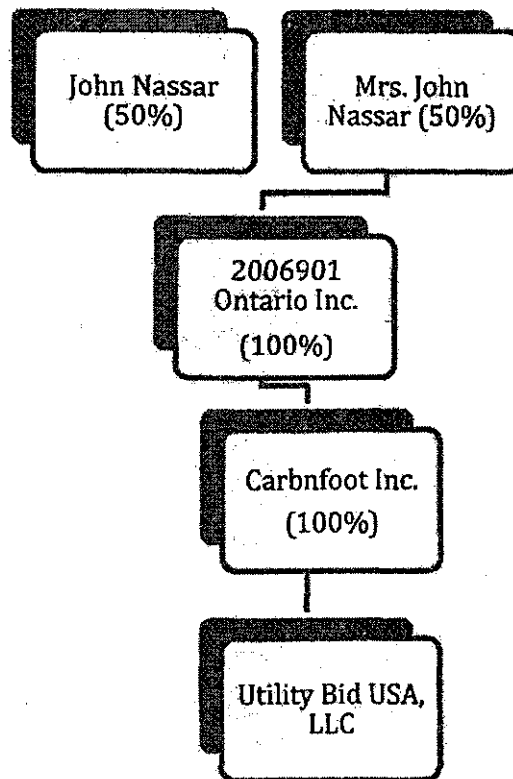 John Nassar
(50%)
Mrs. John
Nassar (50%)
2006901
Ontario Inc.
(100%)
Carbnfoot Inc.
(100%)
Utility Bid USA,
LLC